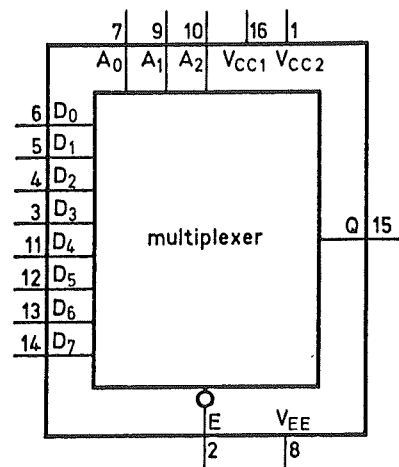 7 9 10 16 1
A0 A1 A2 VCC1 VCC2
6 D0
5 D1
4 D2
3 D3
11 D4
12 D5
13 D6
14 D7
multiplexer
Q 15
E VEE
2 8